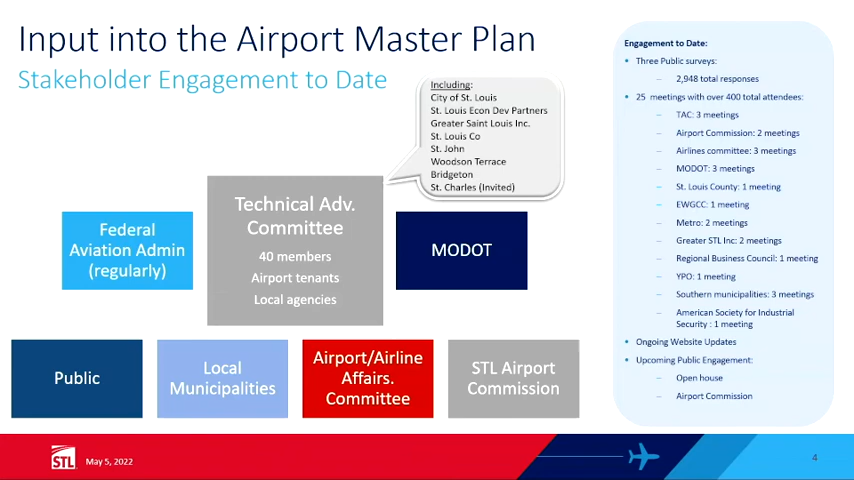 Input into the Airport Master Plan
Stakeholder Engagement to Date
Including:
City of St. Louis
St. Louis Econ Dev Partners
Greater Saint Louis Inc.
St. Louis Co
St. John
Woodson Terrace
Bridgeton
St. Charles (Invited)
Federal
Aviation Admin
(regularly)
Technical Adv.
Committee
40 members
Airport tenants
Local agencies
MODOT
Public
Local
Municipalities
Airport/Airline
Affairs.
Committee
STL Airport
Commission
Engagement to Date:
• Three Public surveys:
– 2,948 total responses
• 25 meetings with over 400 total attendees:
– TAC: 3 meetings
– Airport Commission: 2 meetings
– Airlines committee: 3 meetings
– MODOT: 3 meetings
– St. Louis County: 1 meeting
– EWGCC: 1 meeting
– Metro: 2 meetings
– Greater STL Inc: 2 meetings
– Regional Business Council: 1 meeting
– YPO: 1 meeting
– Southern municipalities: 3 meetings
– American Society for Industrial
Security : 1 meeting
• Ongoing Website Updates
• Upcoming Public Engagement:
– Open house
– Airport Commission
STL
May 5, 2022
4